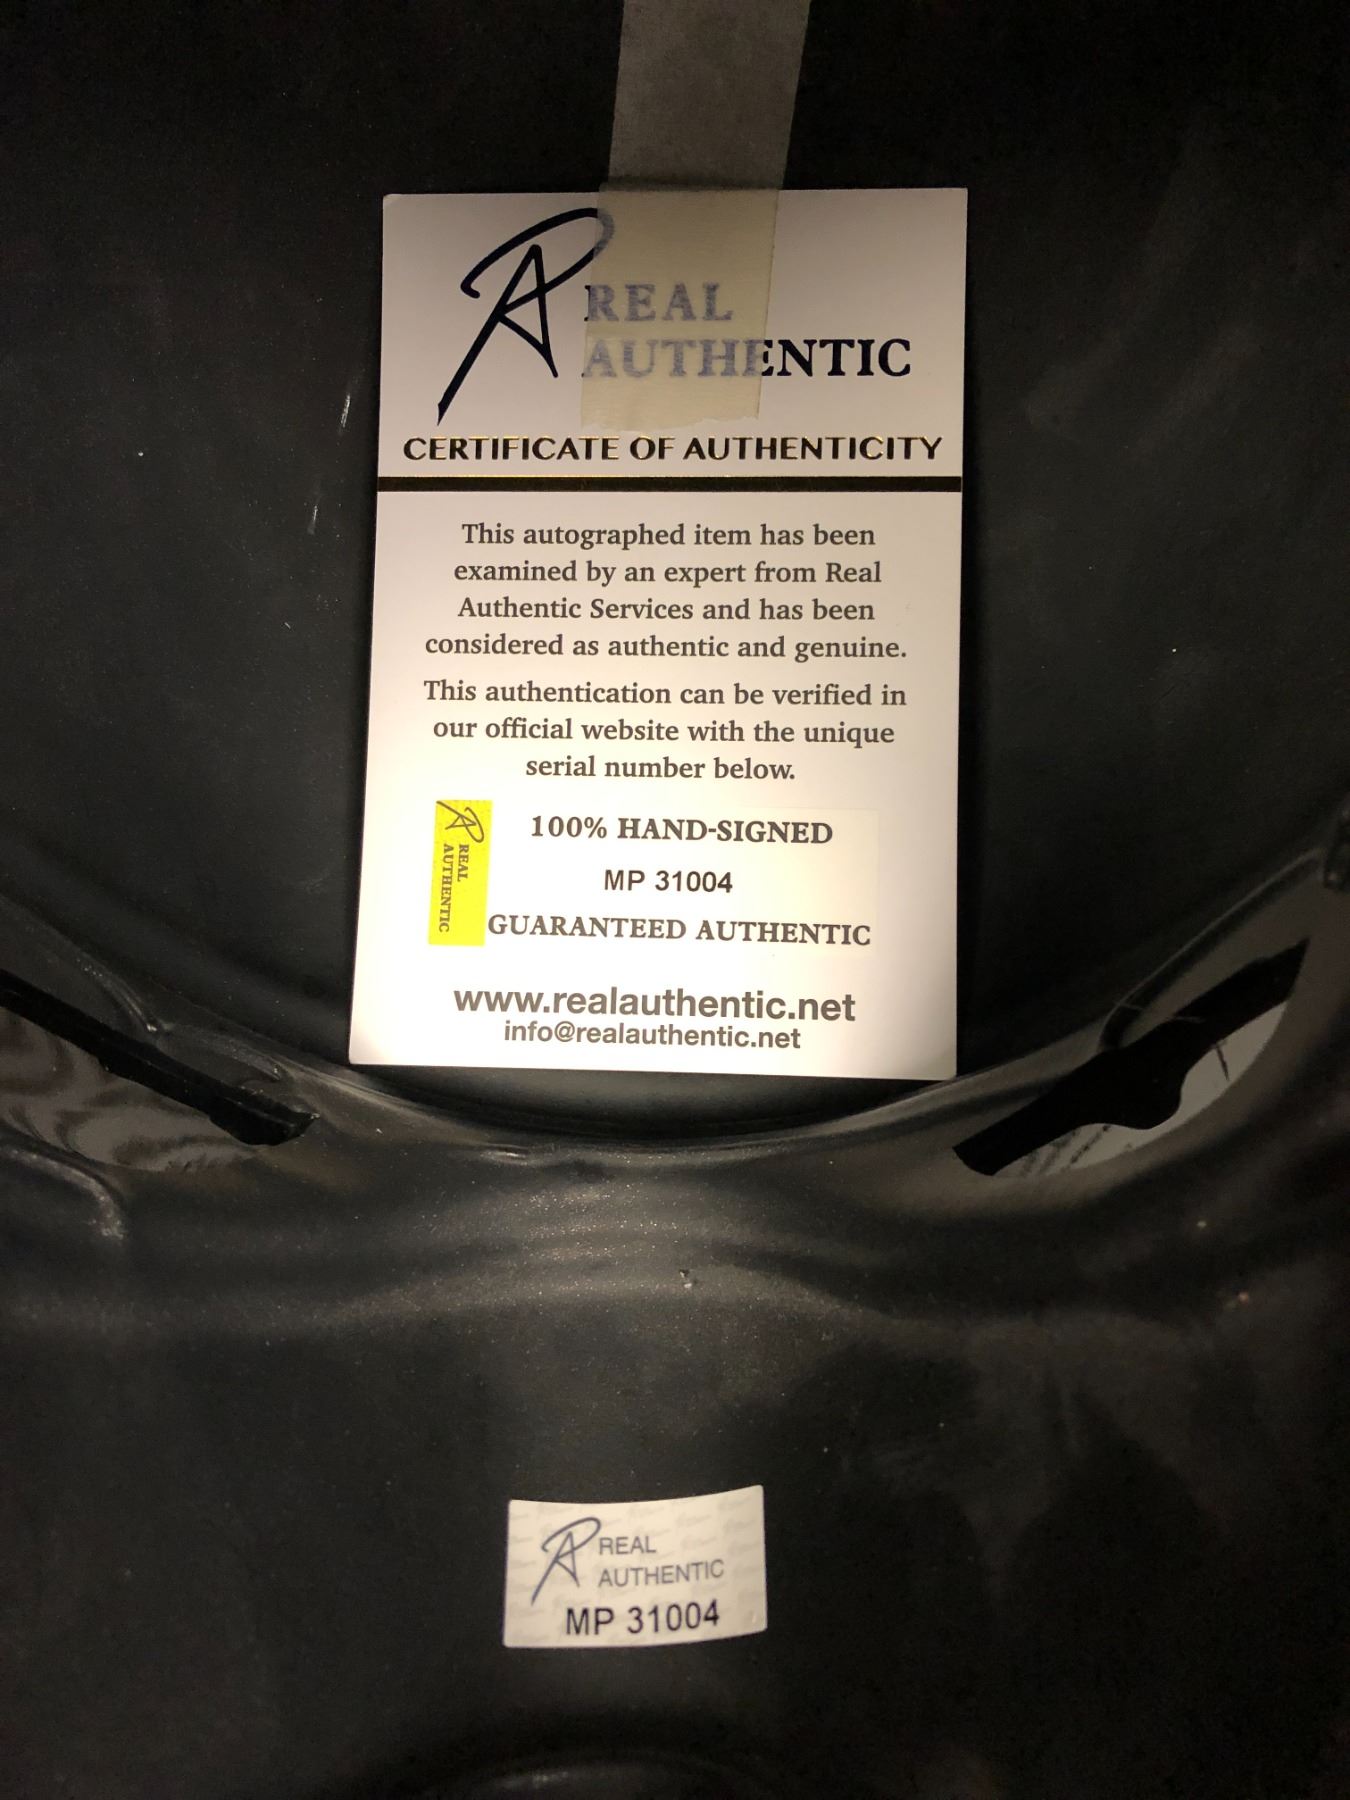 REAL
AUTHENTIC
CERTIFICATE OF AUTHENTICITY
This autographed item has been
examined by an expert from Real
Authentic Services and has been
considered as authentic and genuine.
This authentication can be verified in
our official website with the unique
serial number below.
REAL
AUTHENTIC
100% HAND-SIGNED
MP 31004
GUARANTEED AUTHENTIC
www.realauthentic.net
info@realauthentic.net
REAL
AUTHENTIC
MP 31004